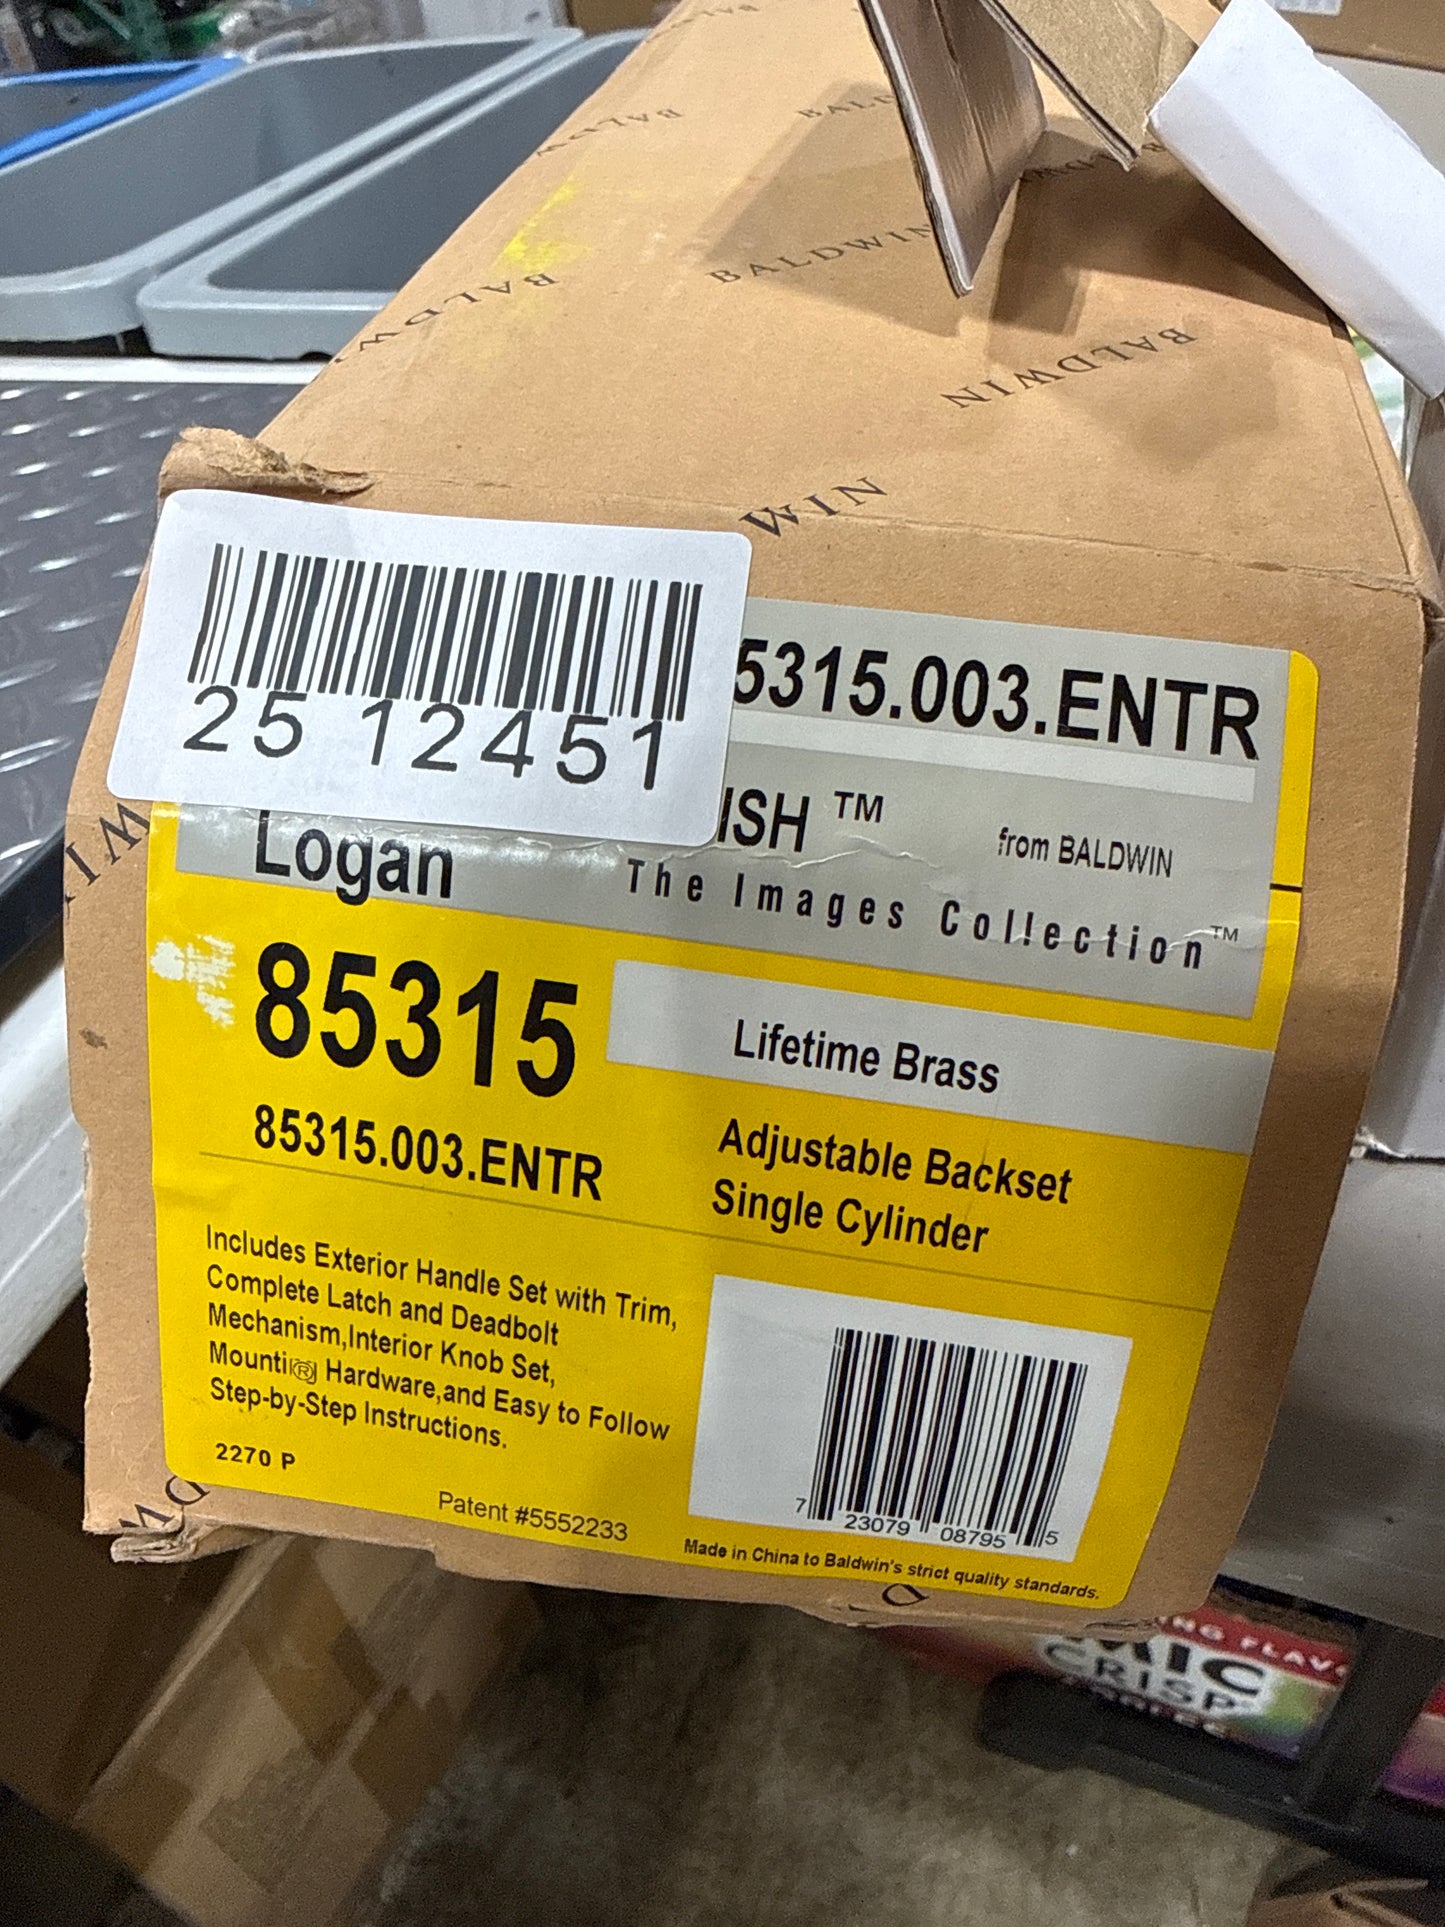 BALDWIN
BALDWIN
WIN
25 12451
5315.003.ENTR
ISH ™
from BALDWIN
Logan
The Images Collection™
85315
Lifetime Brass
85315.003.ENTR
Adjustable Backset
Single Cylinder
Includes Exterior Handle Set with Trim,
Complete Latch and Deadbolt
Mechanism,Interior Knob Set,
Mounti® Hardware,and Easy to Follow
Step-by-Step Instructions.
2270 P
Patent #5552233
7 23079 08795 5
Made in China to Baldwin's strict quality standards.
MIC
CRISP